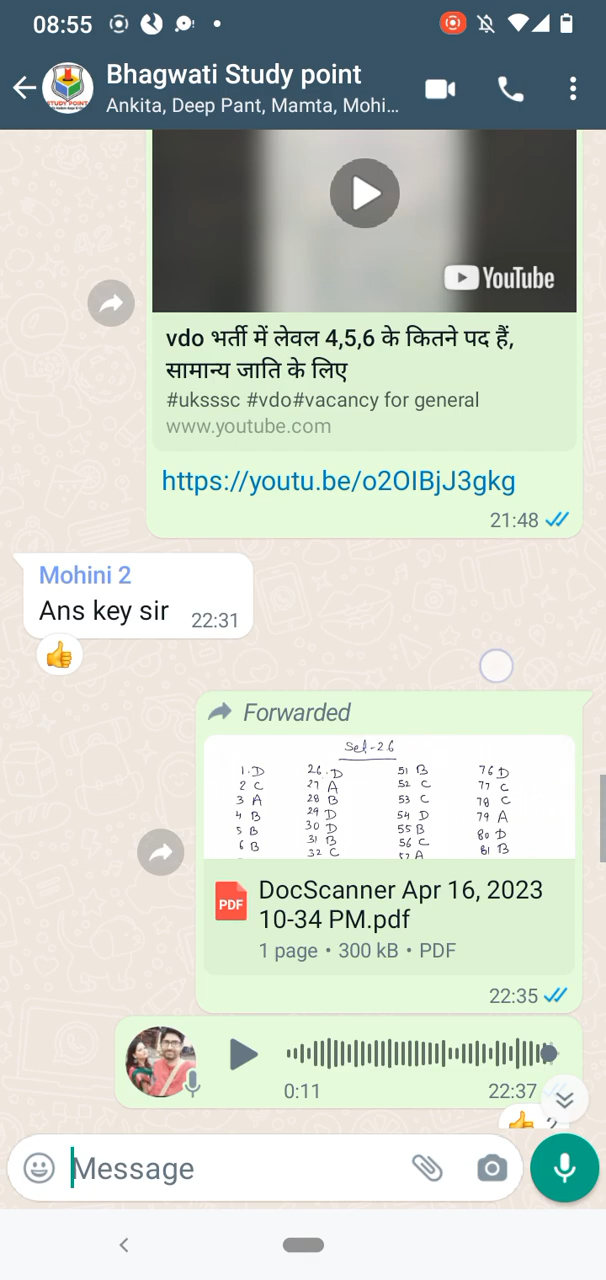 08:55
Bhagwati Study point
Ankita, Deep Pant, Mamta, Mohi...
YouTube
vdo भर्ती में लेवल 4,5,6 के कितने पद हैं,
सामान्य जाति के लिए
#uksssc #vdo#vacancy for general
www.youtube.com
https://youtu.be/o2OIBjJ3gkg
21:48
Mohini 2
Ans key sir 22:31
Forwarded
Set-26
1. D 26. D 51 B 76 D
2 C 27 A 52 C 77 C
3 A 28 B 53 C 78 C
4 B 29 D 54 D 79 A
5 B 30 D 55 B 80 D
6 B 31 B 56 C 81 B
32 C 57 A
PDF
DocScanner Apr 16, 2023
10-34 PM.pdf
1 page • 300 kB • PDF
22:35
0:11 22:37
2
Message